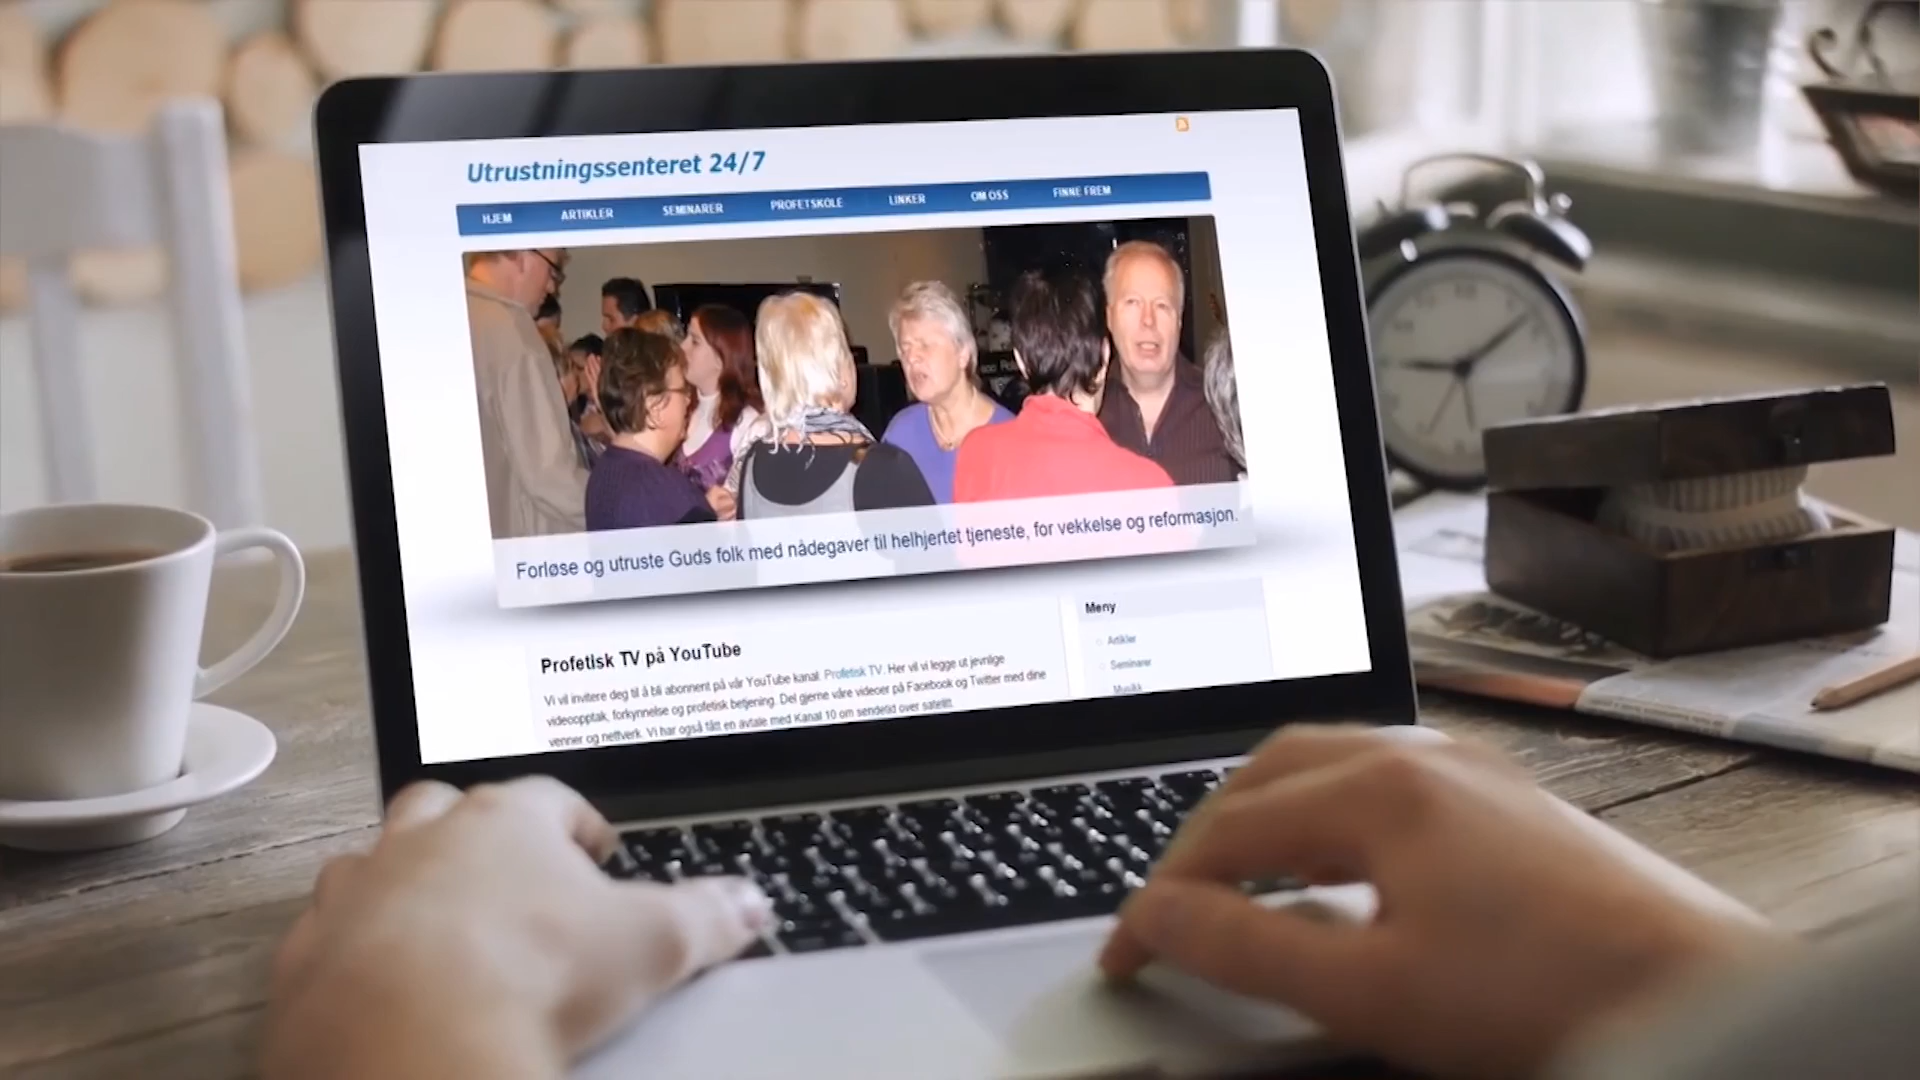 Utrustningssenteret 24/7
HJEM ARTIKLER SEMINARER PROFETSKOLE LINKER OM OSS FINNE FREM
Forløse og utruste Guds folk med nådegaver til helhjertet tjeneste, for vekkelse og reformasjon.
Profetisk TV på YouTube
Vi vil invitere deg til å bli abonnent på vår YouTube kanal: Profetisk TV. Her vil vi legge ut jevnlige
videoopptak, forkynnelse og profetisk betjening. Del gjerne våre videoer på Facebook og Twitter med dine
venner og nettverk. Vi har også fått en avtale med Kanal 10 om sendetid over satelitt.
Meny
Artikler
Seminarer
Musikk